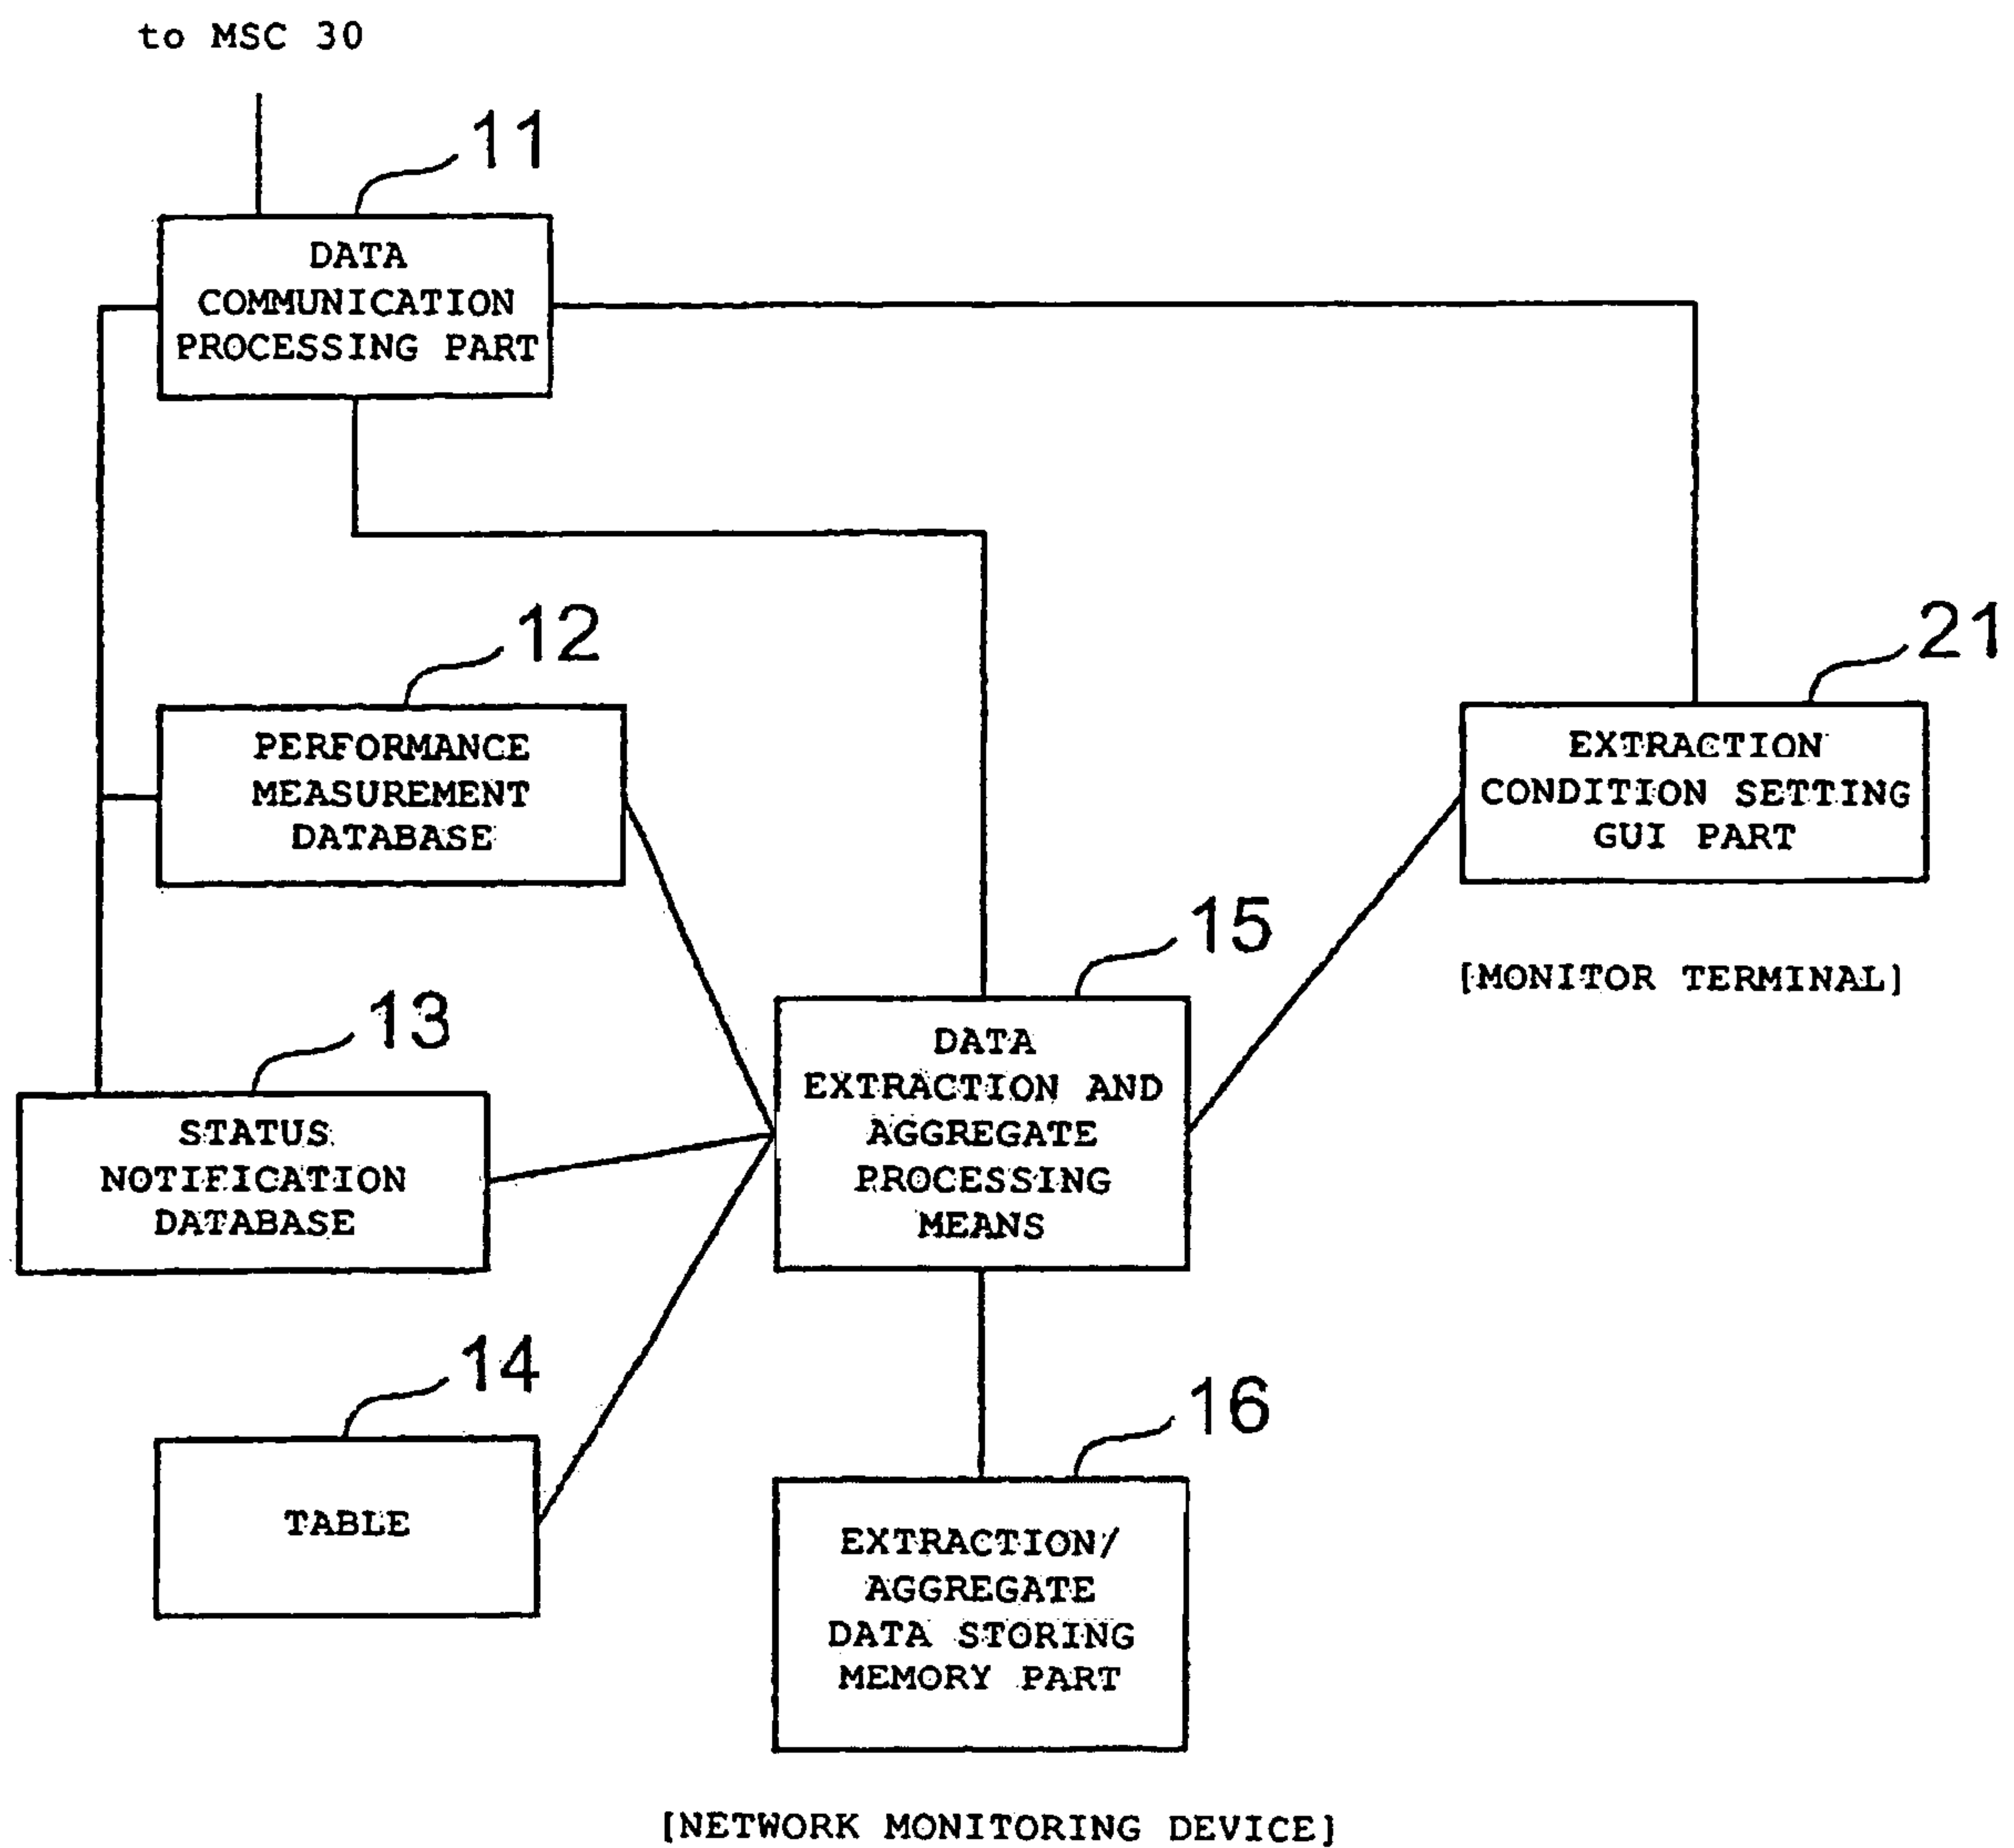 to MSC 30
11
DATA
COMMUNICATION
PROCESSING PART
12
PERFORMANCE
MEASUREMENT
DATABASE
21
EXTRACTION
CONDITION SETTING
GUI PART
[MONITOR TERMINAL]
13
STATUS
NOTIFICATION
DATABASE
15
DATA
EXTRACTION AND
AGGREGATE
PROCESSING
MEANS
14
TABLE
16
EXTRACTION/
AGGREGATE
DATA STORING
MEMORY PART
[NETWORK MONITORING DEVICE]